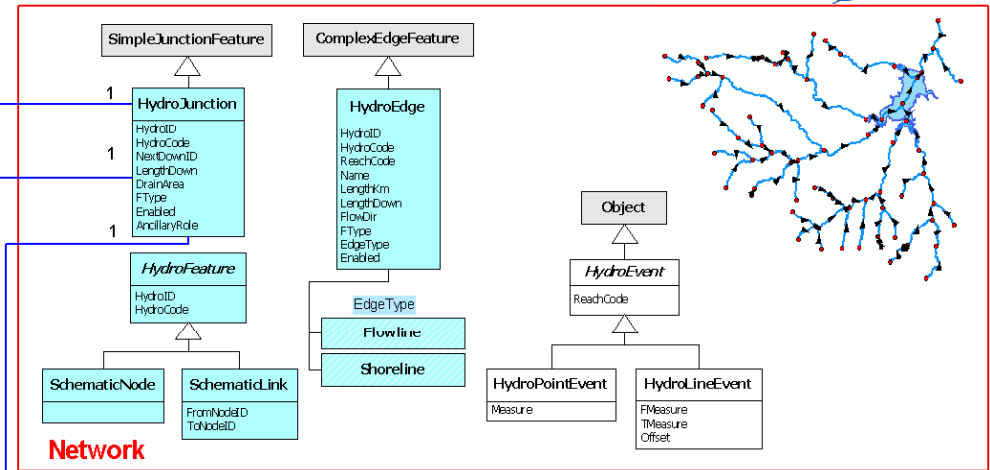 SimpleJunctionFeature
1
HydroJunction
HydroID
HydroCode
1
NextDownID
LengthDown
DrainArea
FType
Enabled
1
AncillaryRole
HydroFeature
HydroID
HydroCode
SchematicNode
SchematicLink
FromNodeID
ToNodeID
ComplexEdgeFeature
HydroEdge
HydroID
HydroCode
ReachCode
Name
LengthKm
LengthDown
FlowDir
FType
EdgeType
Enabled
EdgeType
Flowline
Shoreline
Object
HydroEvent
ReachCode
HydroPointEvent
Measure
HydroLineEvent
FMeasure
TMeasure
Offset
Network